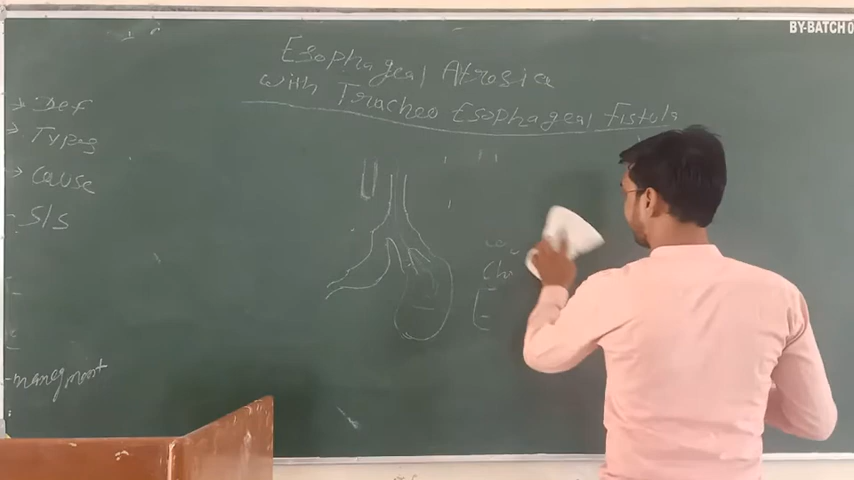 BY-BATCH 0
Esophageal Atresia
with Tracheo Esophageal Fistula
→ Def
→ Types
→ Cause
- S/S
- manegment